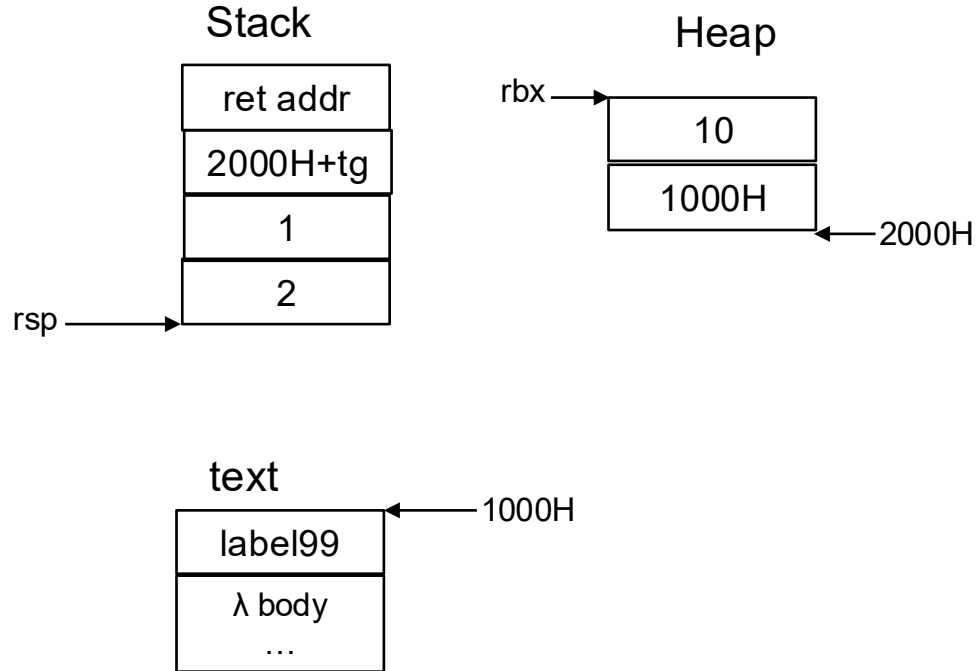 Stack
ret addr
2000H+tg
1
2
rsp
Heap
rbx
10
1000H
2000H
text
1000H
label99
λ body
…